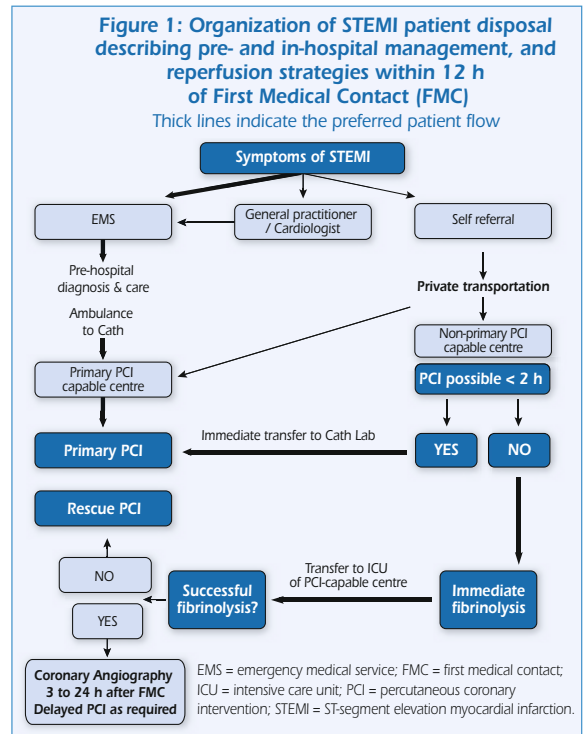 Figure 1: Organization of STEMI patient disposal
describing pre- and in-hospital management, and
reperfusion strategies within 12 h
of First Medical Contact (FMC)
Thick lines indicate the preferred patient flow
Symptoms of STEMI
EMS
General practitioner
/ Cardiologist
Self referral
Pre-hospital
diagnosis & care
Private transportation
Ambulance
to Cath
Non-primary PCI
capable centre
Primary PCI
capable centre
PCI possible < 2 h
Primary PCI
Immediate transfer to Cath Lab
YES
NO
Rescue PCI
NO
YES
Successful
fibrinolysis?
Transfer to ICU
of PCI-capable centre
Immediate
fibrinolysis
Coronary Angiography
3 to 24 h after FMC
Delayed PCI as required
EMS = emergency medical service; FMC = first medical contact;
ICU = intensive care unit; PCI = percutaneous coronary
intervention; STEMI = ST-segment elevation myocardial infarction.